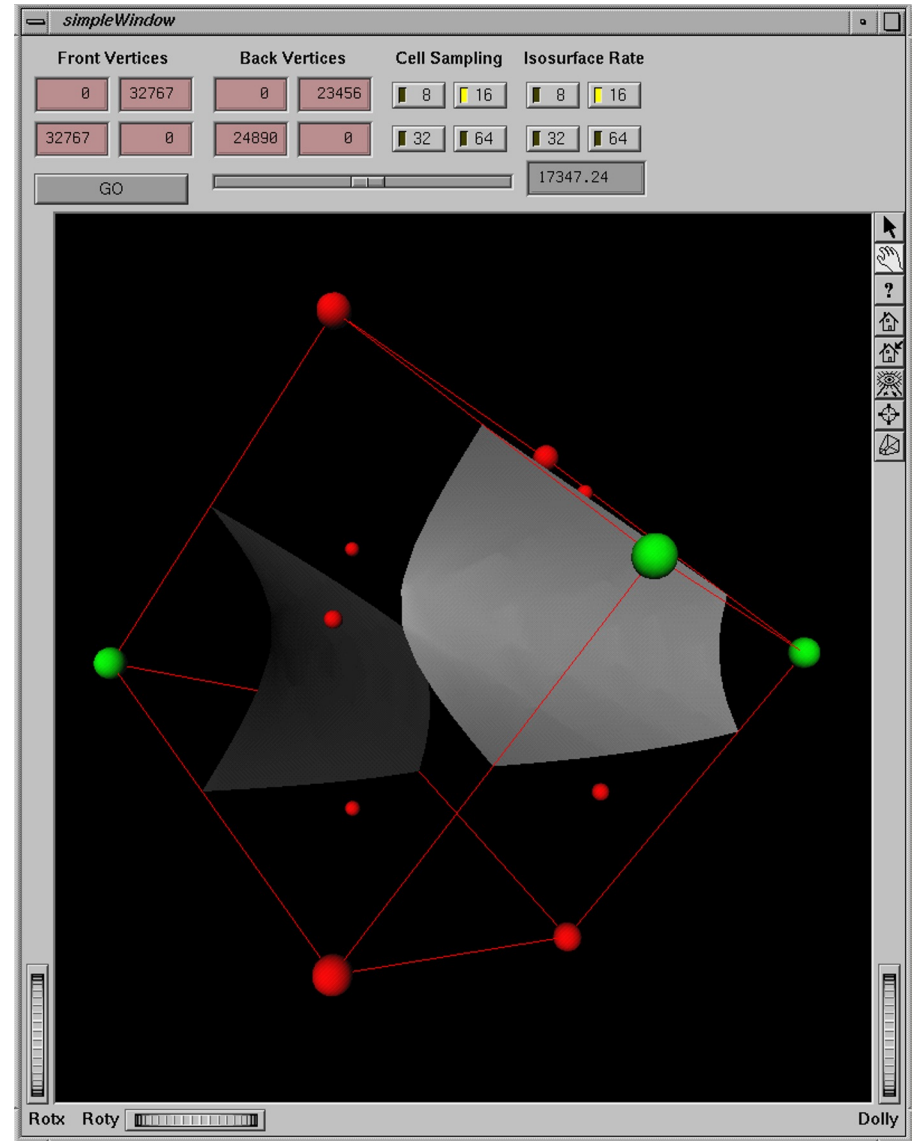 simpleWindow
Front Vertices Back Vertices Cell Sampling Isosurface Rate
0 32767 0 23456 8 16 8 16
32767 0 24890 0 32 64 32 64
GO 17347.24
?
Rotx Roty Dolly